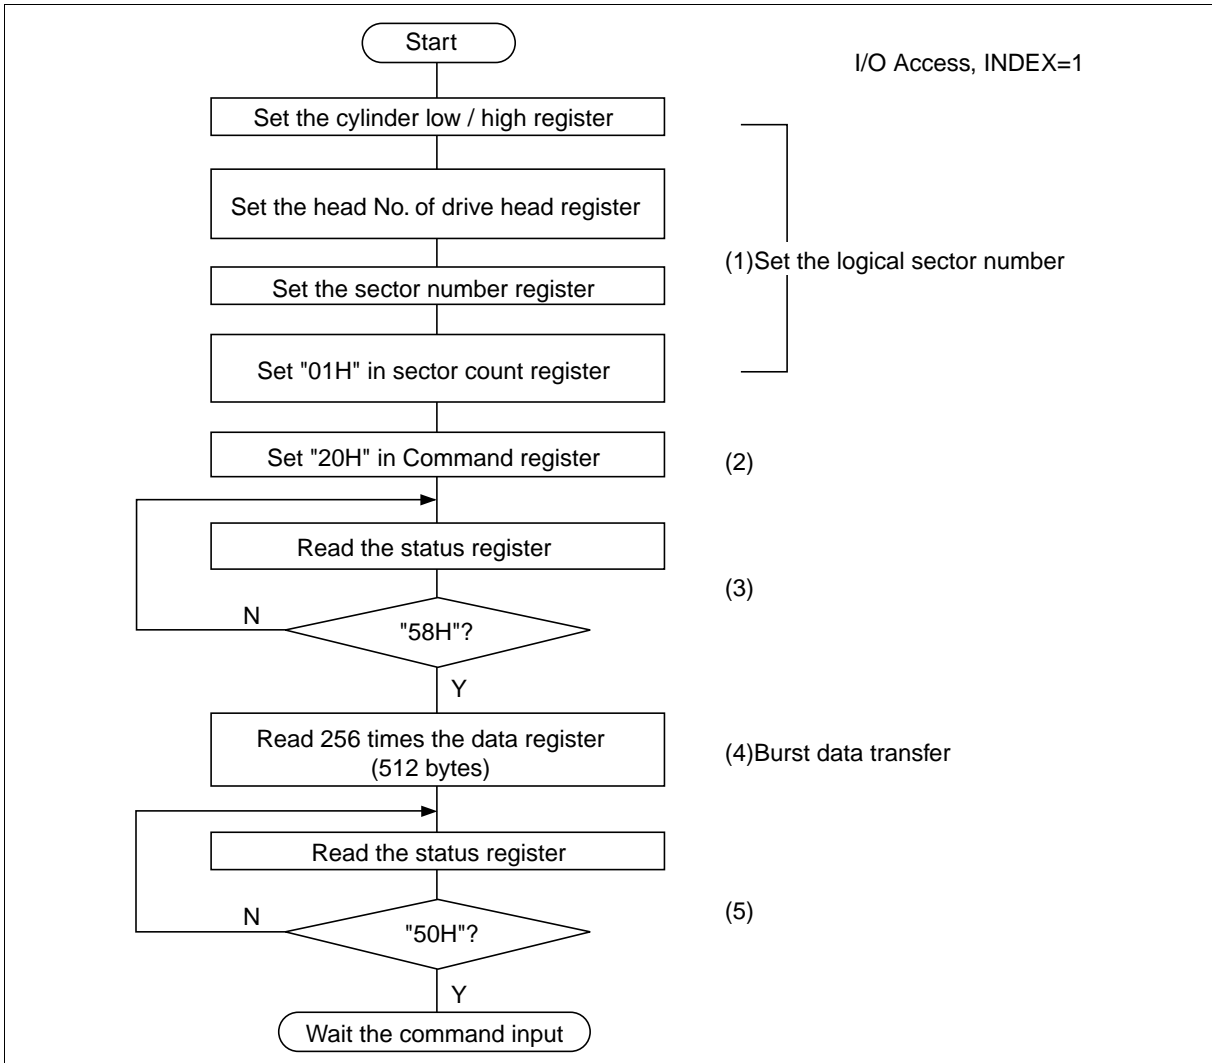 Start
I/O Access, INDEX=1
Set the cylinder low / high register
Set the head No. of drive head register
(1)Set the logical sector number
Set the sector number register
Set "01H" in sector count register
Set "20H" in Command register
(2)
Read the status register
(3)
N
"58H"?
Y
Read 256 times the data register
(512 bytes)
(4)Burst data transfer
Read the status register
N
(5)
"50H"?
Y
Wait the command input